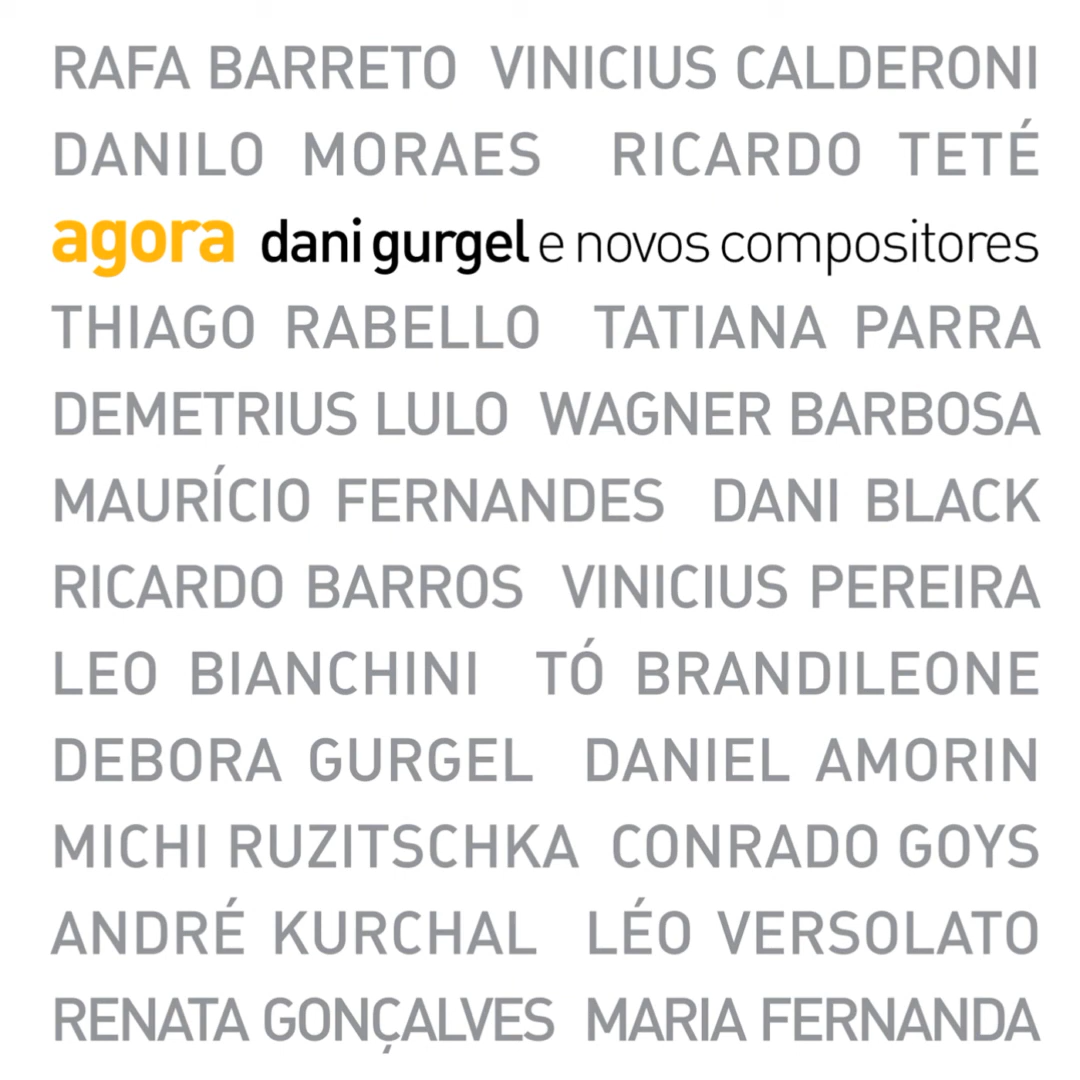 RAFA BARRETO VINICIUS CALDERONI
DANILO MORAES RICARDO TETÉ
agora dani gurgel e novos compositores
THIAGO RABELLO TATIANA PARRA
DEMETRIUS LULO WAGNER BARBOSA
MAURÍCIO FERNANDES DANI BLACK
RICARDO BARROS VINICIUS PEREIRA
LEO BIANCHINI TÓ BRANDILEONE
DEBORA GURGEL DANIEL AMORIN
MICHI RUZITSCHKA CONRADO GOYS
ANDRÉ KURCHAL LÉO VERSOLATO
RENATA GONÇALVES MARIA FERNANDA